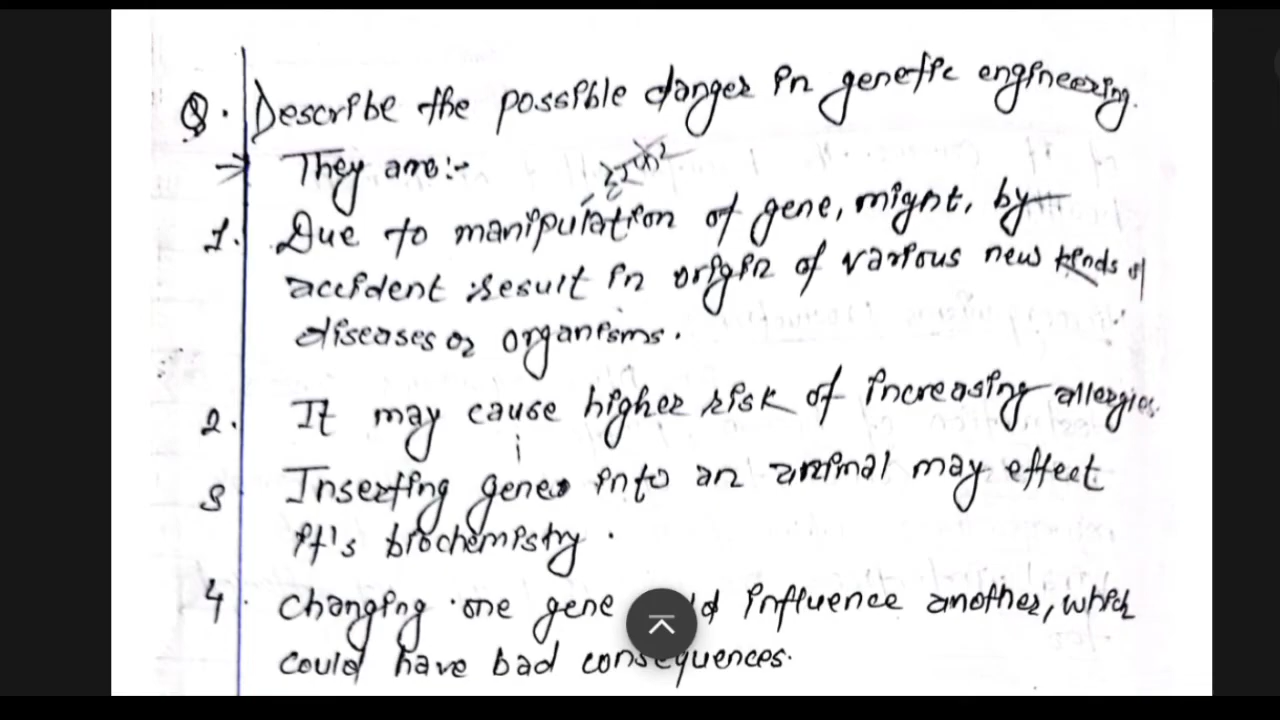 Q. Describe the possible danger in genetic engineering.
→ They are:-
1. Due to manipulation of gene, might, by
accident result in origin of various new kinds of
diseases or organisms.
2. It may cause higher risk of increasing allergies.
3 Inserting genes into an animal may effect
it's biochemistry.
4. Changing one gene influence another, which
could have bad consequences.